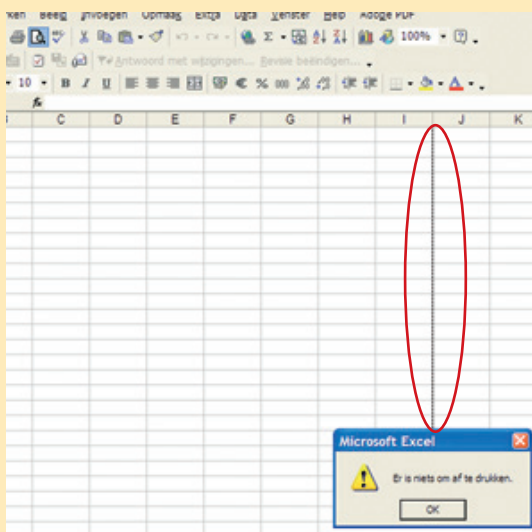 Beeld Invoegen Opmaak Extra Data Venster Help Adobe PDF
100%
Antwoord met wijzigingen... Revisie beëindigen...
10 B I U € % 000
fx
C D E F G H I J K
Microsoft Excel
Er is niets om af te drukken.
OK